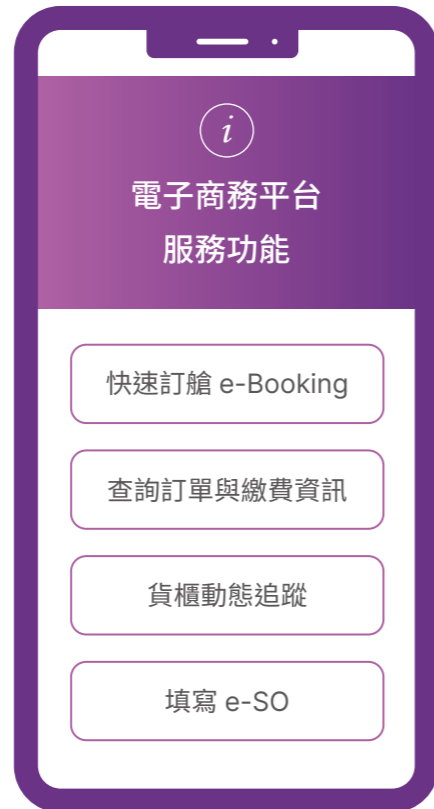 i
電子商務平台
服務功能
快速訂艙 e-Booking
查詢訂單與繳費資訊
貨櫃動態追蹤
填寫 e-SO